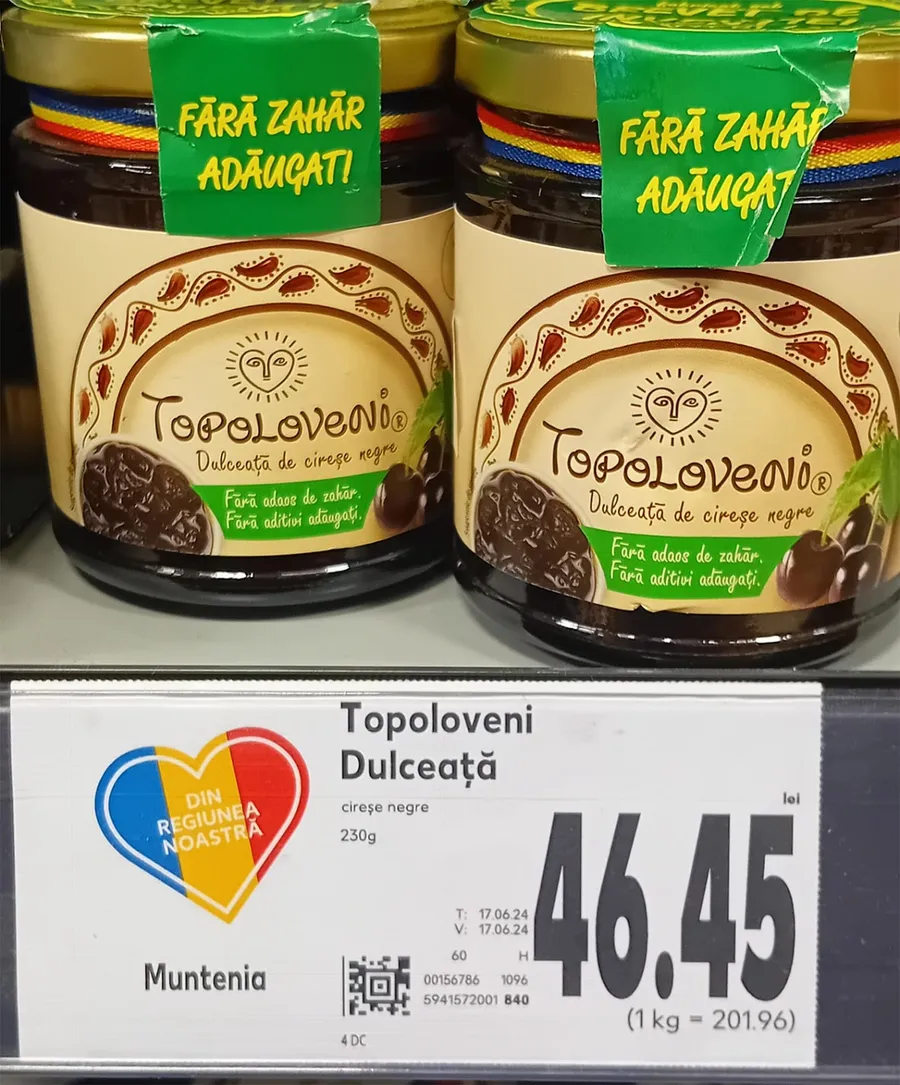 FĂRĂ ZAHĂR
ADĂUGAT!
TOPOLOVENI®
Dulceață de cireșe negre
Fără adaos de zahăr.
Fără aditivi adăugați.
FĂRĂ ZAHĂR
ADĂUGAT
TOPOLOVENI®
Dulceață de cireșe negre
Fără adaos de zahăr.
Fără aditivi adăugați.
DIN
REGIUNEA
NOASTRĂ
Muntenia
Topoloveni
Dulceață
cireșe negre
230g
lei
46.45
T: 17.06.24
V: 17.06.24
60 H
00156786 1096
5941572001 840
(1 kg = 201.96)
4 DC